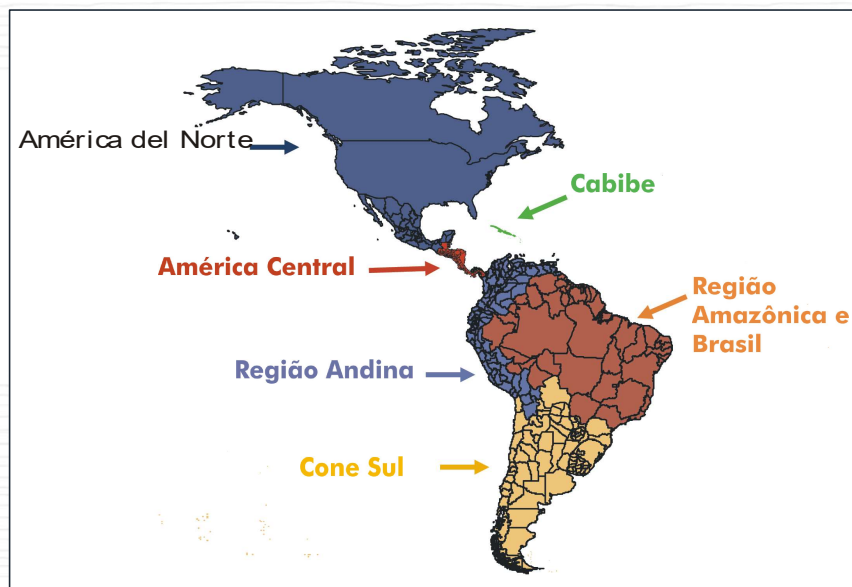 América del Norte
Cabibe
América Central
Região
Amazônica e
Brasil
Região Andina
Cone Sul